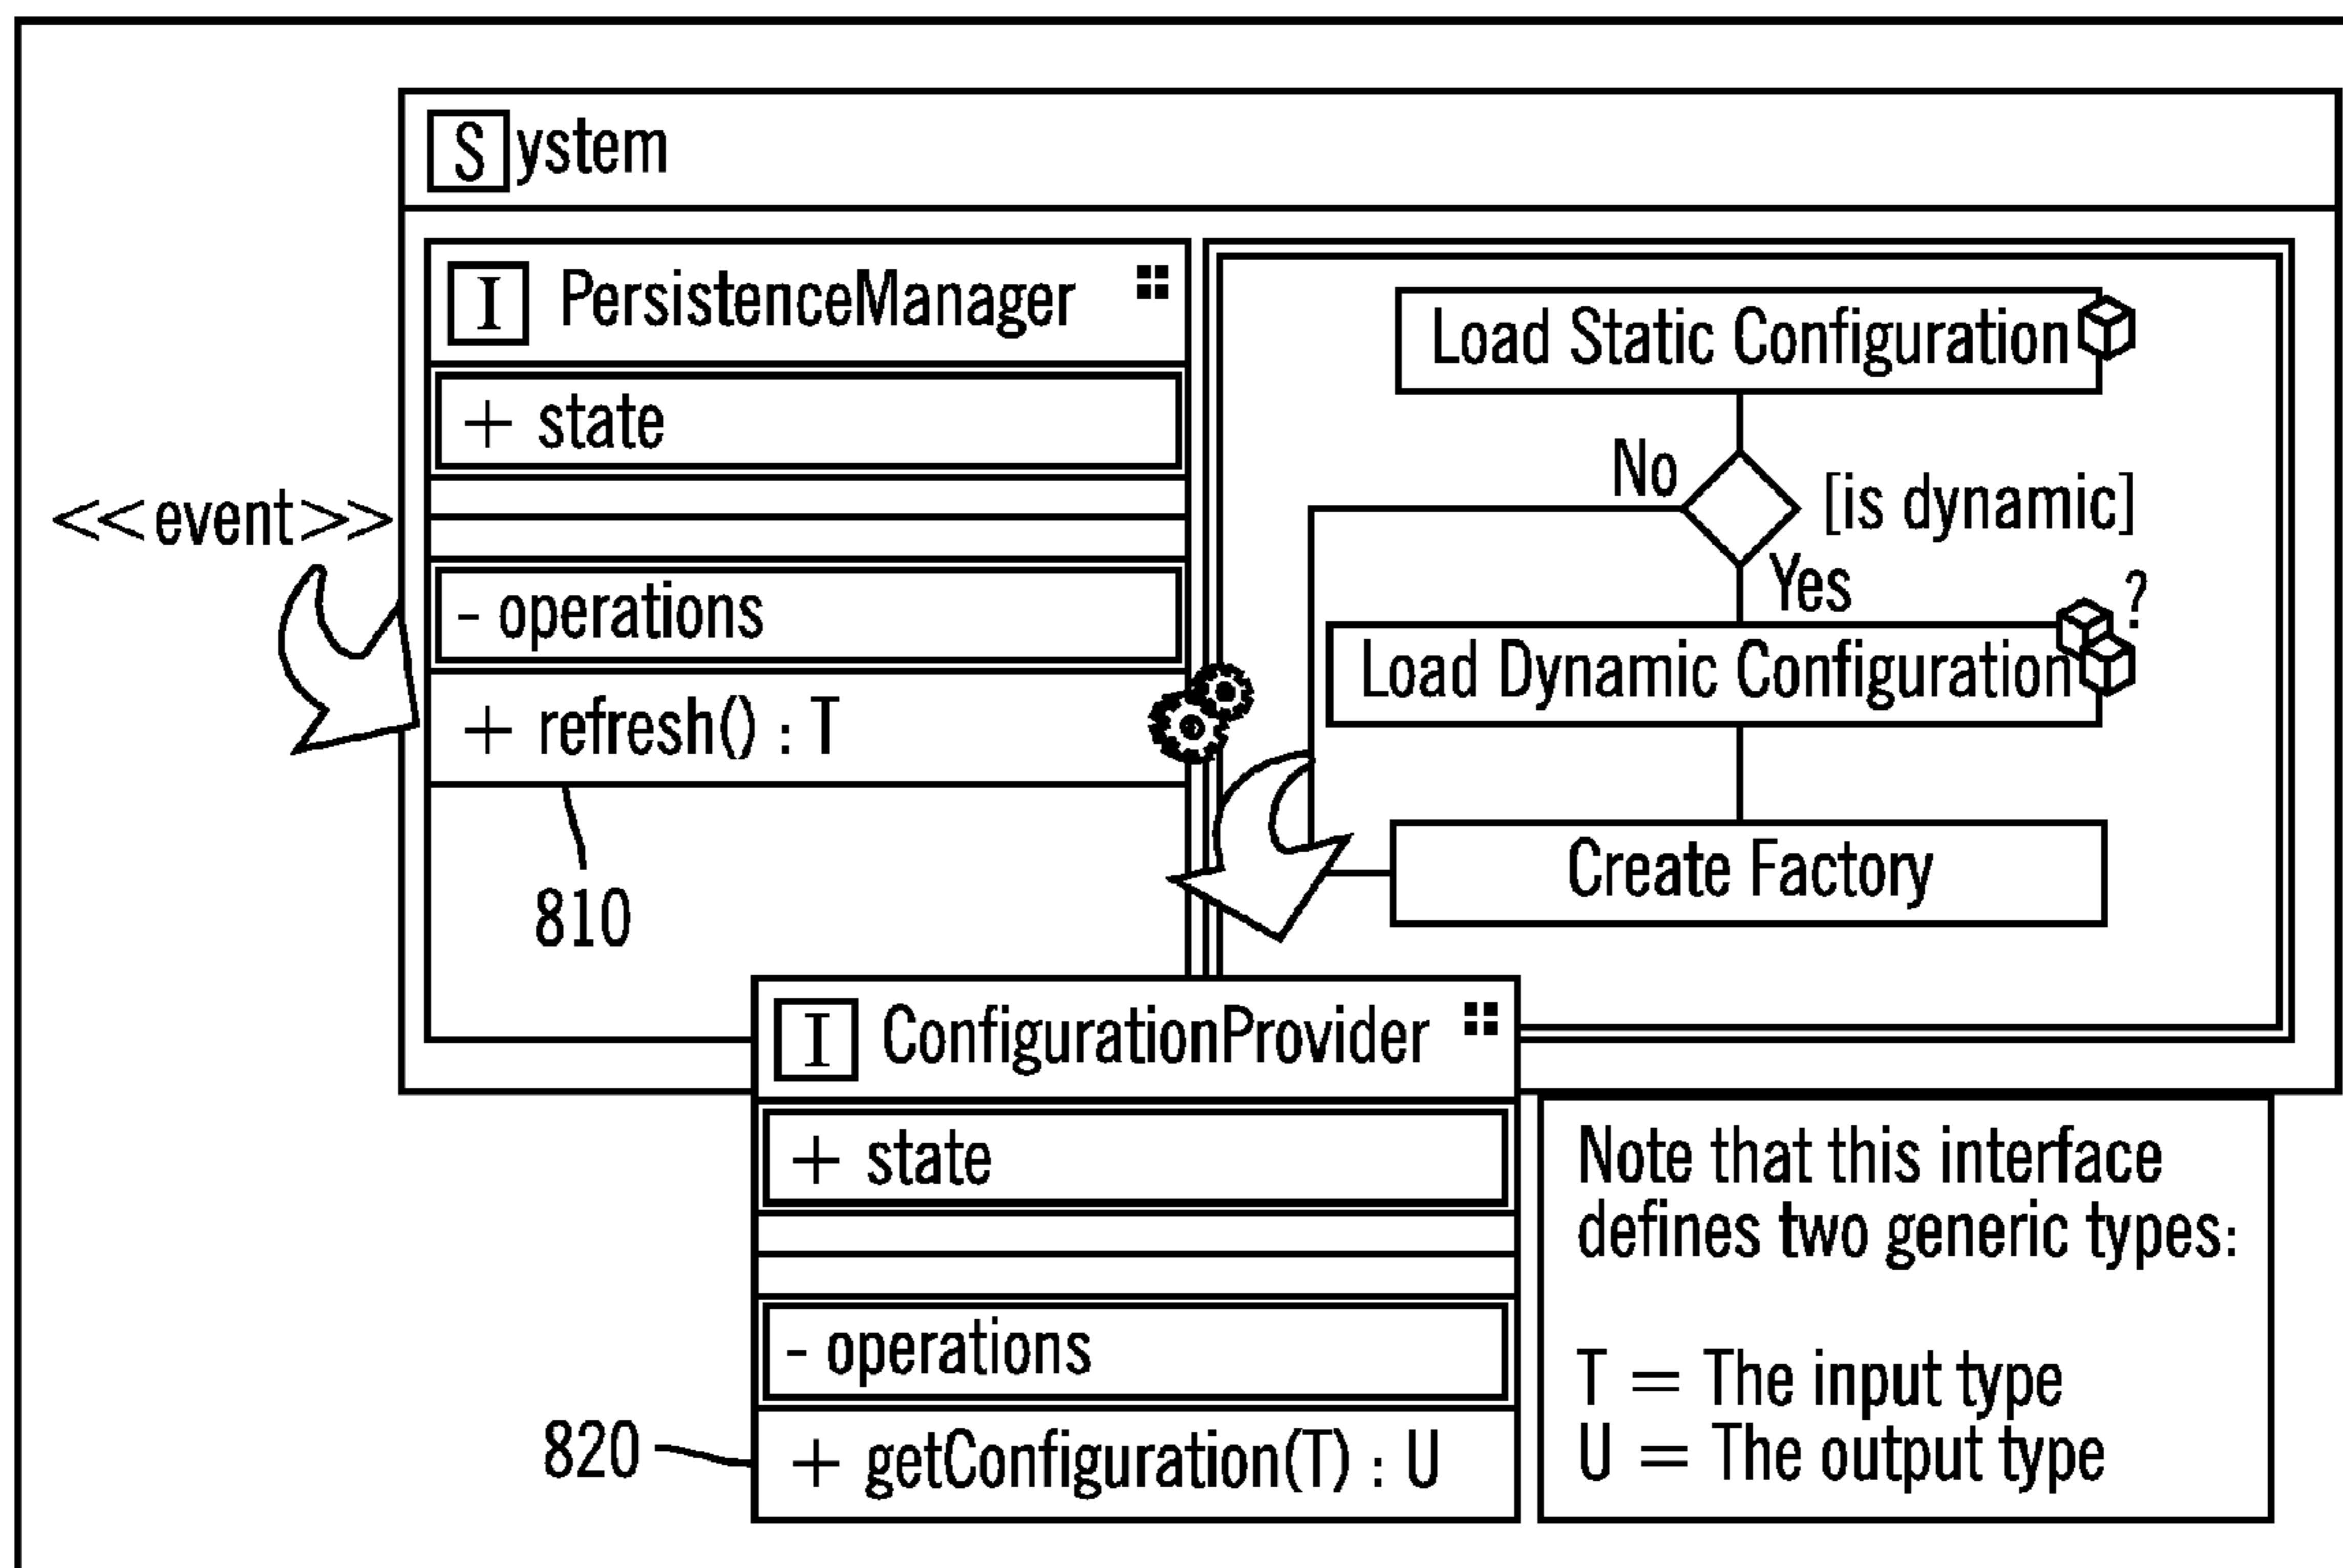 System
I PersistenceManager
+ state
<<event>>
- operations
+ refresh() : T
810
Load Static Configuration
No
[is dynamic]
Yes
?
Load Dynamic Configuration
Create Factory
I ConfigurationProvider
+ state
- operations
820
+ getConfiguration(T) : U
Note that this interface
defines two generic types:
T = The input type
U = The output type